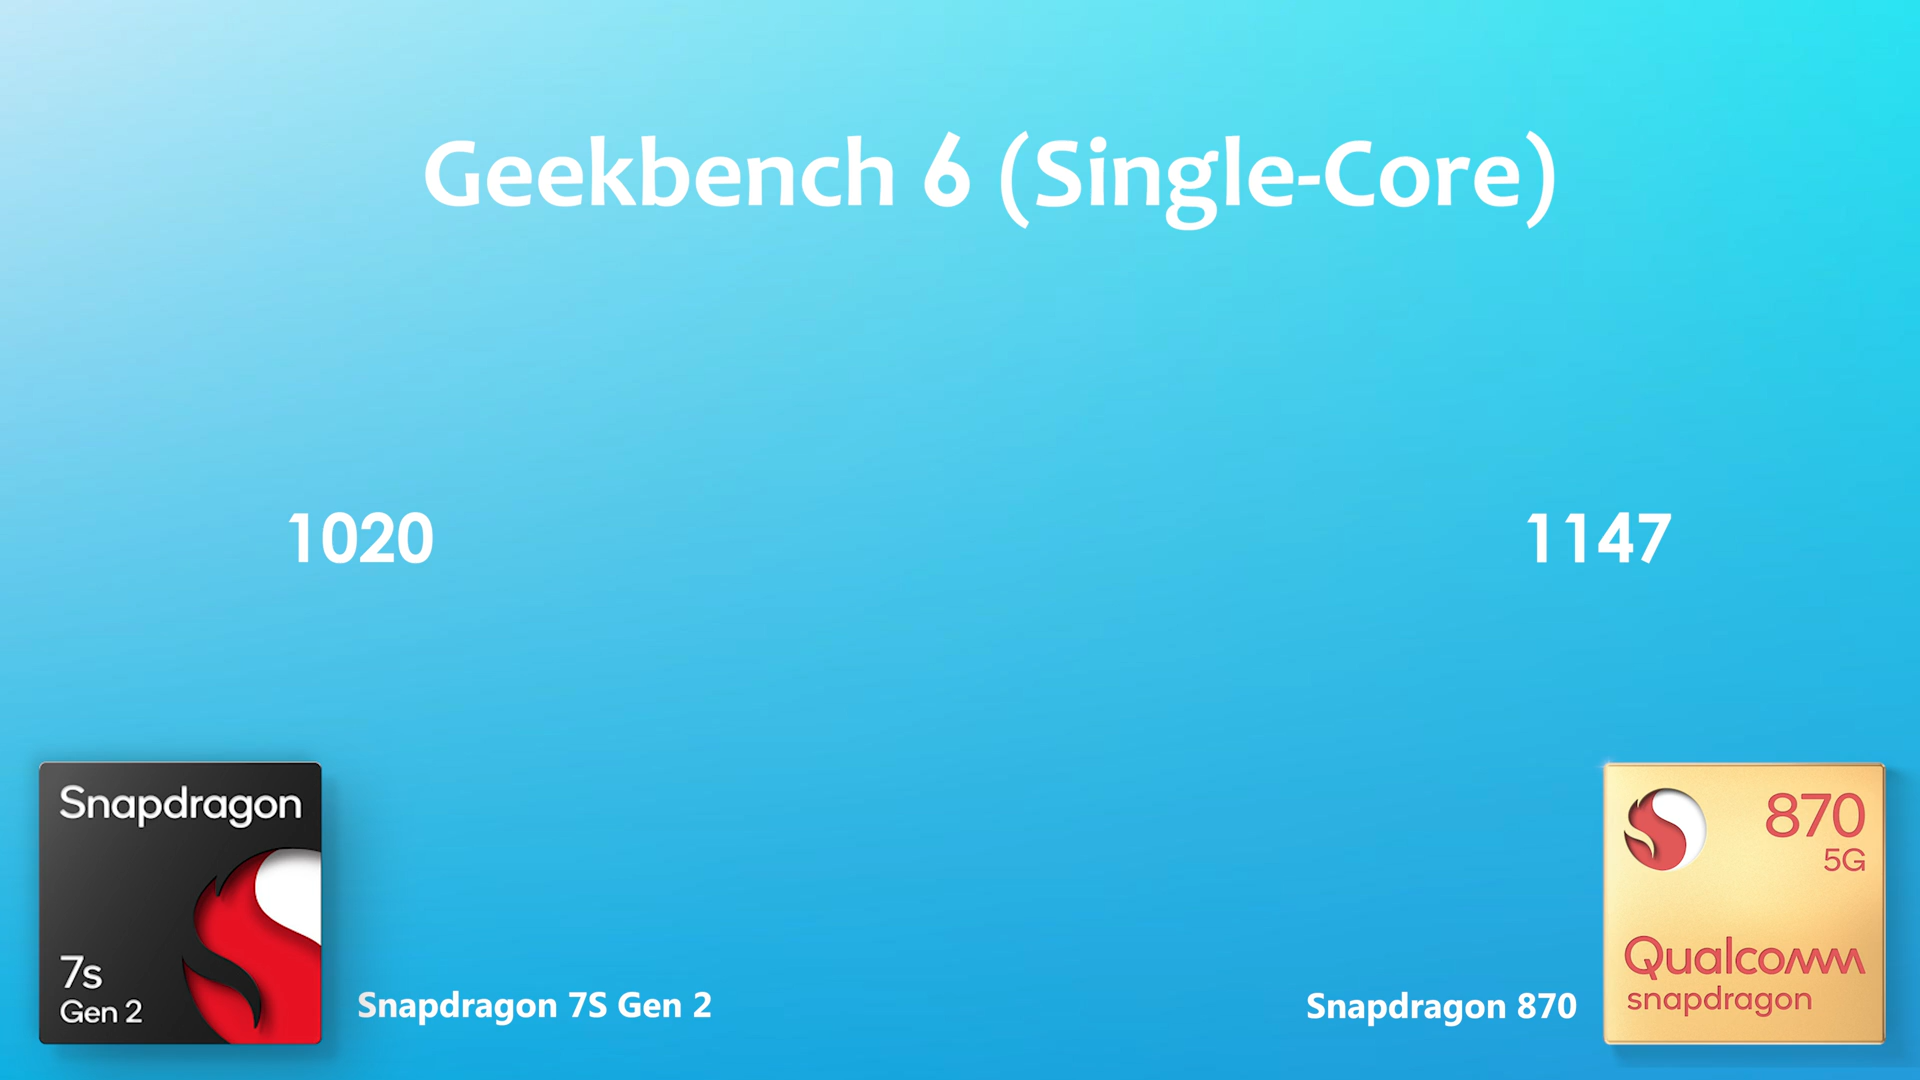 Geekbench 6 (Single-Core)
1020
1147
Snapdragon
7s
Gen 2
Snapdragon 7S Gen 2
Snapdragon 870
870
5G
Qualcomm
snapdragon